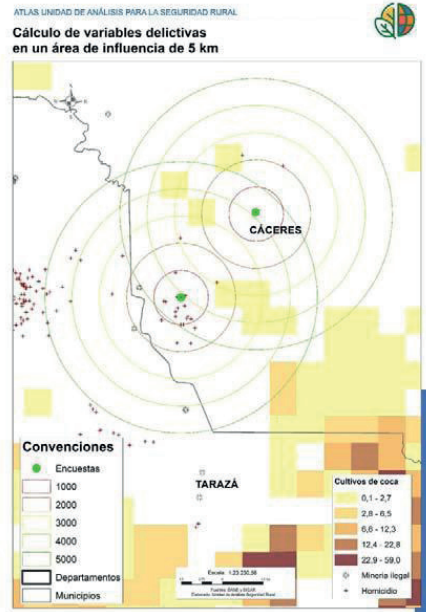 ATLAS UNIDAD DE ANÁLISIS PARA LA SEGURIDAD RURAL
Cálculo de variables delictivas
en un área de influencia de 5 km
CÁCERES
TARAZÁ
Convenciones
Encuestas
1000
2000
3000
4000
5000
Departamentos
Municipios
Cultivos de coca
0,1 - 2,7
2,8 - 6,5
6,6 - 12,3
12,4 - 22,8
22,9 - 59,0
Minería ilegal
Homicidio